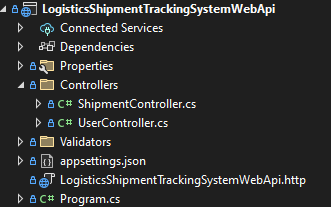 LogisticsShipmentTrackingSystemWebApi
Connected Services
Dependencies
Properties
Controllers
C# ShipmentController.cs
C# UserController.cs
Validators
appsettings.json
LogisticsShipmentTrackingSystemWebApi.http
C# Program.cs